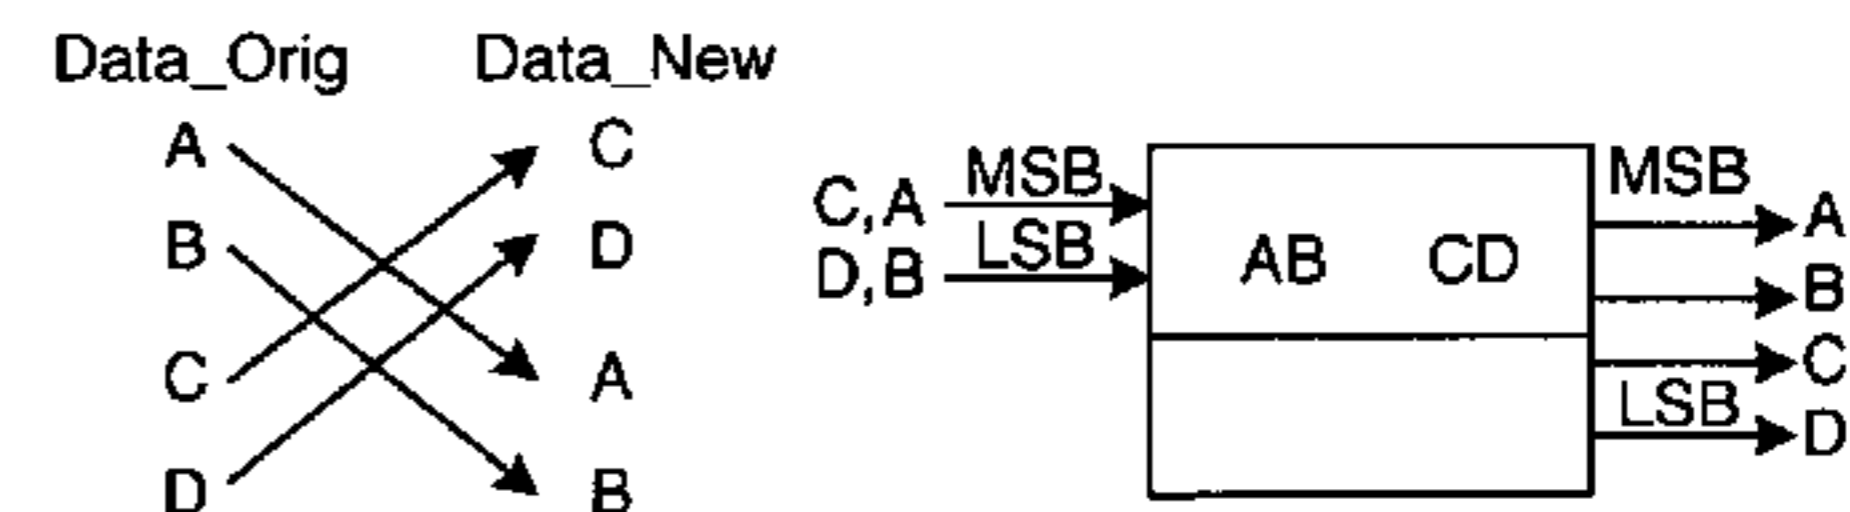 Data_Orig Data_New
A C
B D
C A
D B
C,A MSB
D,B LSB
AB CD
MSB A
B
C
LSB D